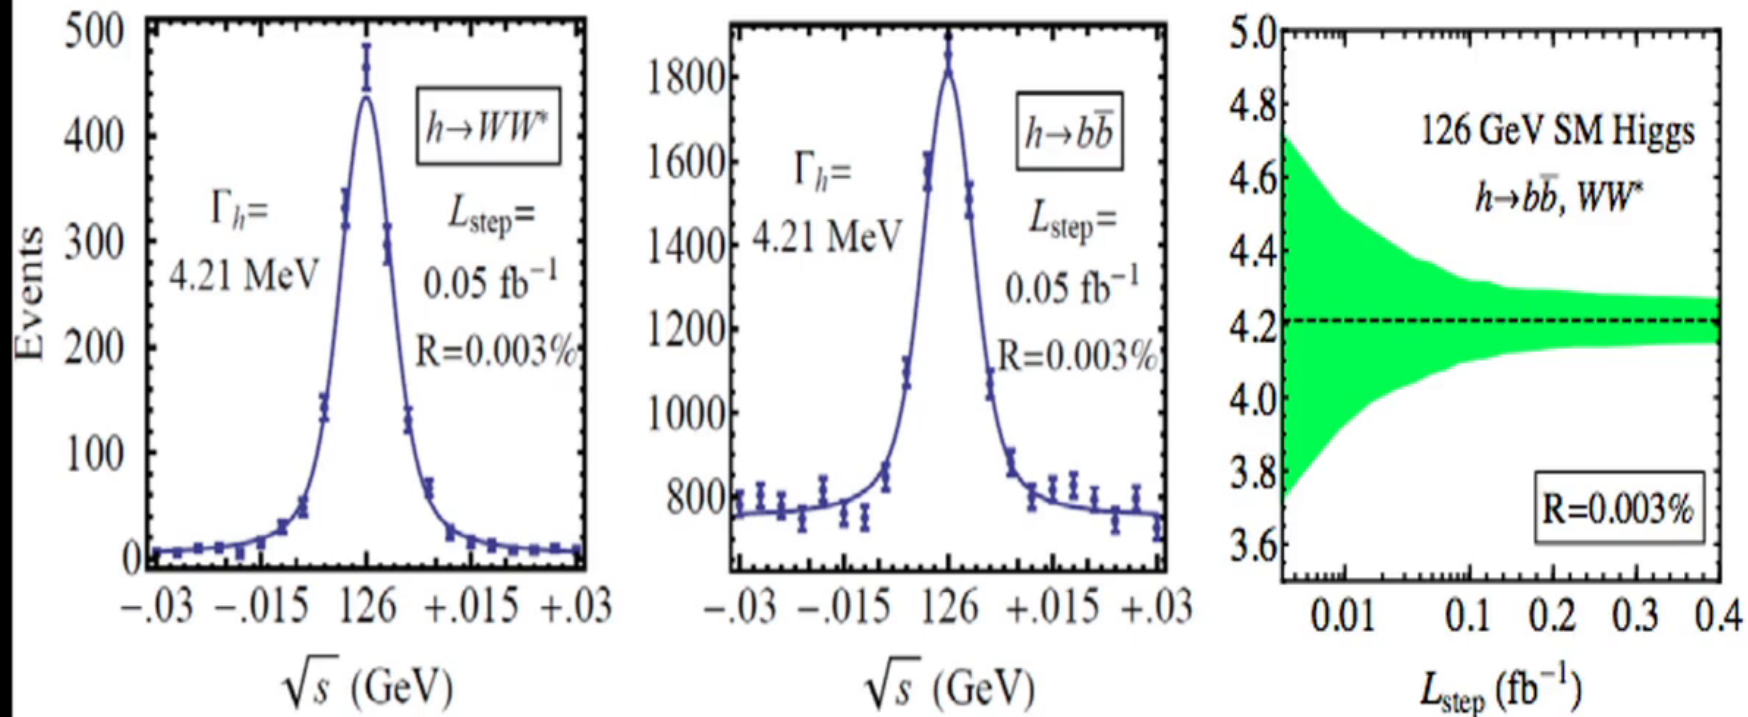 500
400
300
200
100
0
Events
h→WW*
Γh=
4.21 MeV
Lstep=
0.05 fb⁻¹
R=0.003%
−.03 −.015 126 +.015 +.03
√s (GeV)
1800
1600
1400
1200
1000
800
h→bb̅
Γh=
4.21 MeV
Lstep=
0.05 fb⁻¹
R=0.003%
−.03 −.015 126 +.015 +.03
√s (GeV)
5.0
4.8
4.6
4.4
4.2
4.0
3.8
3.6
126 GeV SM Higgs
h→bb̅, WW*
R=0.003%
0.01 0.1 0.2 0.3 0.4
Lstep (fb⁻¹)